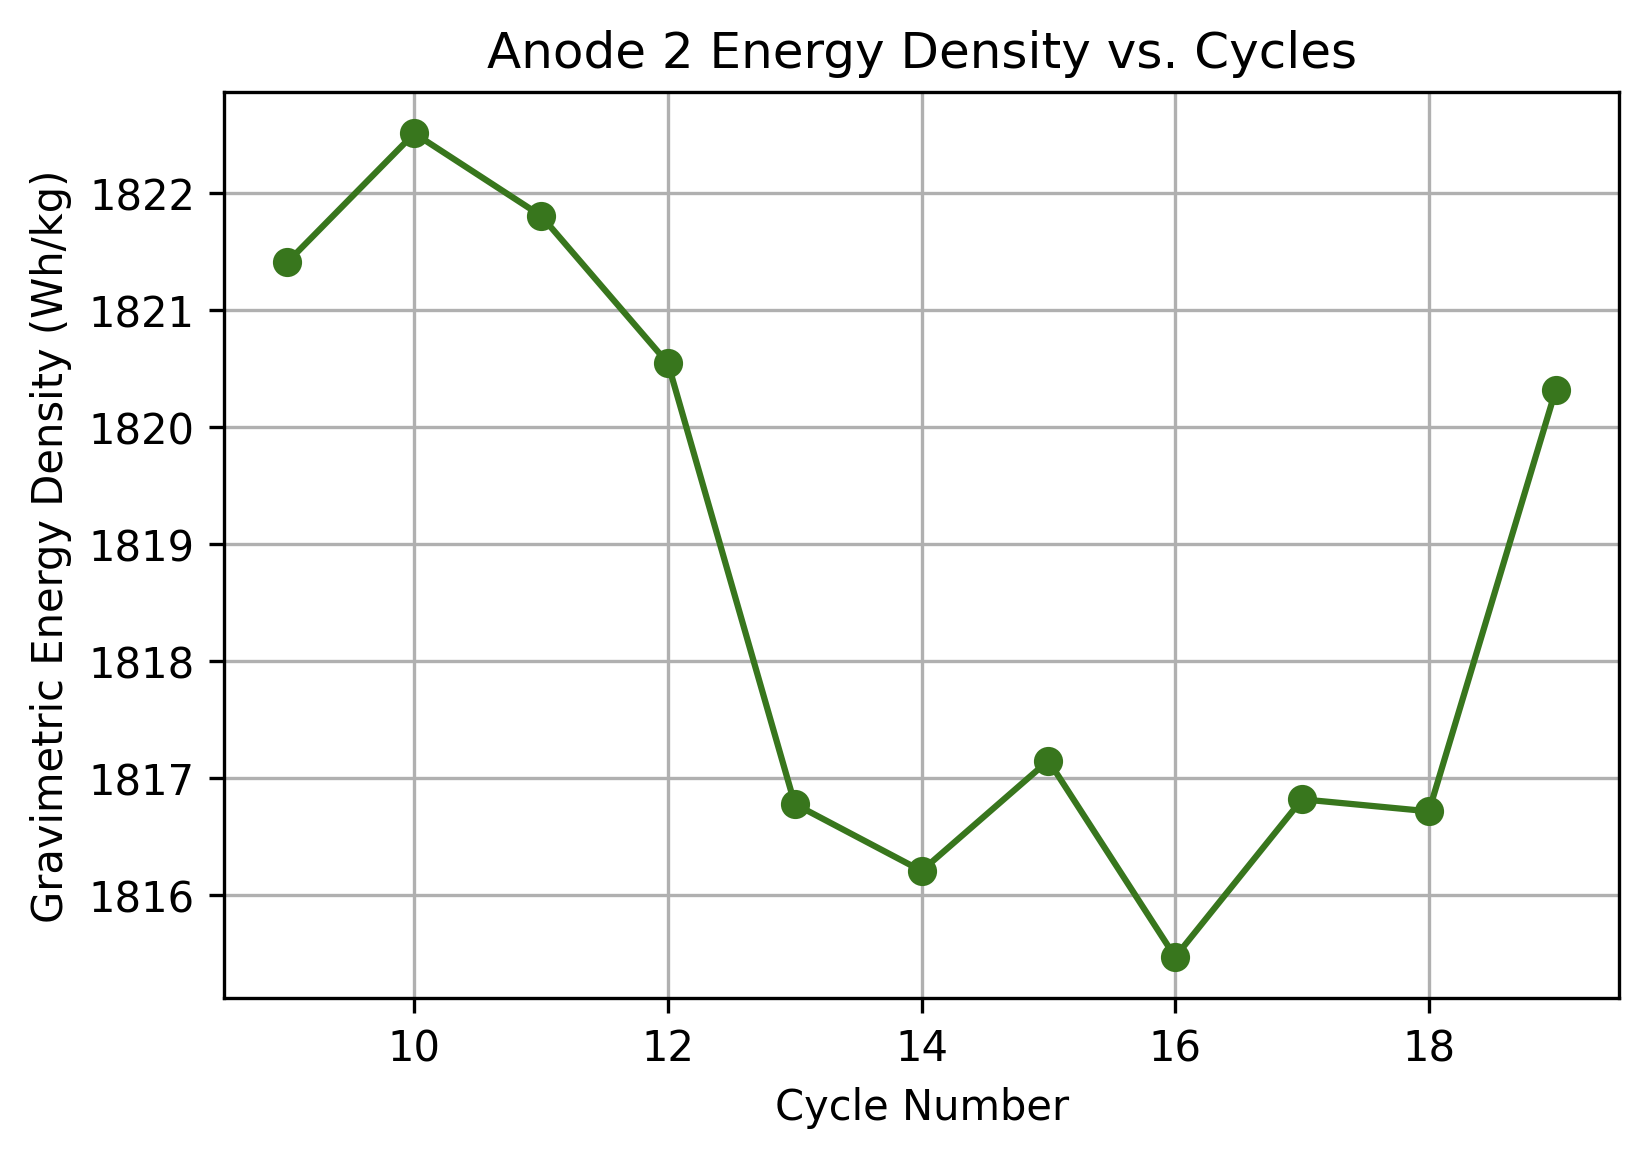 Anode 2 Energy Density vs. Cycles
Gravimetric Energy Density (Wh/kg)
1822
1821
1820
1819
1818
1817
1816
10 12 14 16 18
Cycle Number